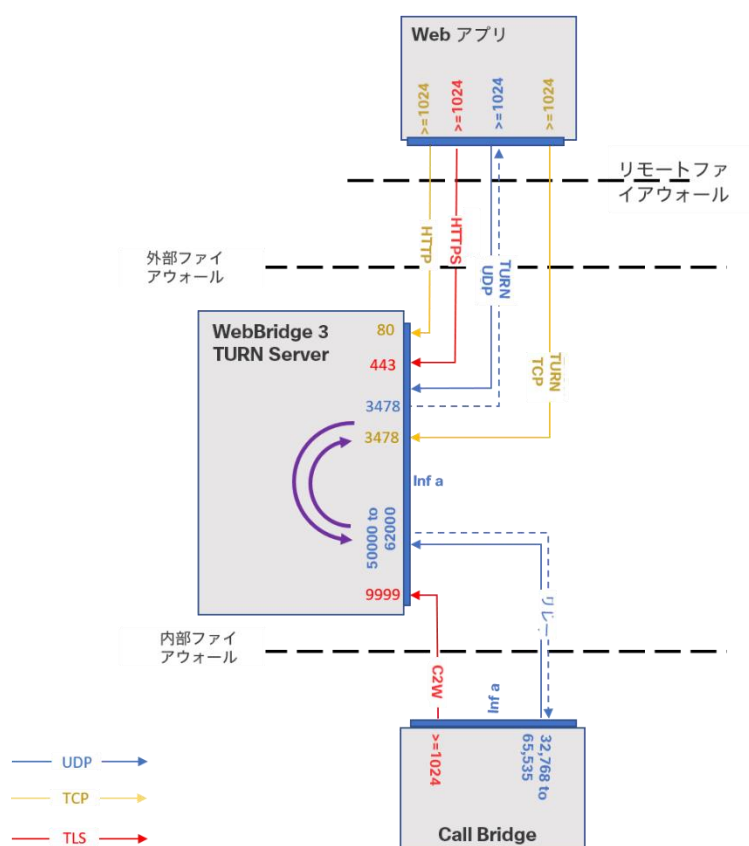 Web アプリ
>=1024
>=1024
>=1024
>=1024
リモートファ
イアウォール
HTTP
HTTPS
TURN
UDP
TURN
TCP
外部ファイ
アウォール
WebBridge 3
TURN Server
80
443
3478
3478
Inf a
50000 to
62000
9999
リレー
内部ファイ
アウォール
C2W
Inf a
>=1024
32,768 to
65,535
Call Bridge
UDP
TCP
TLS